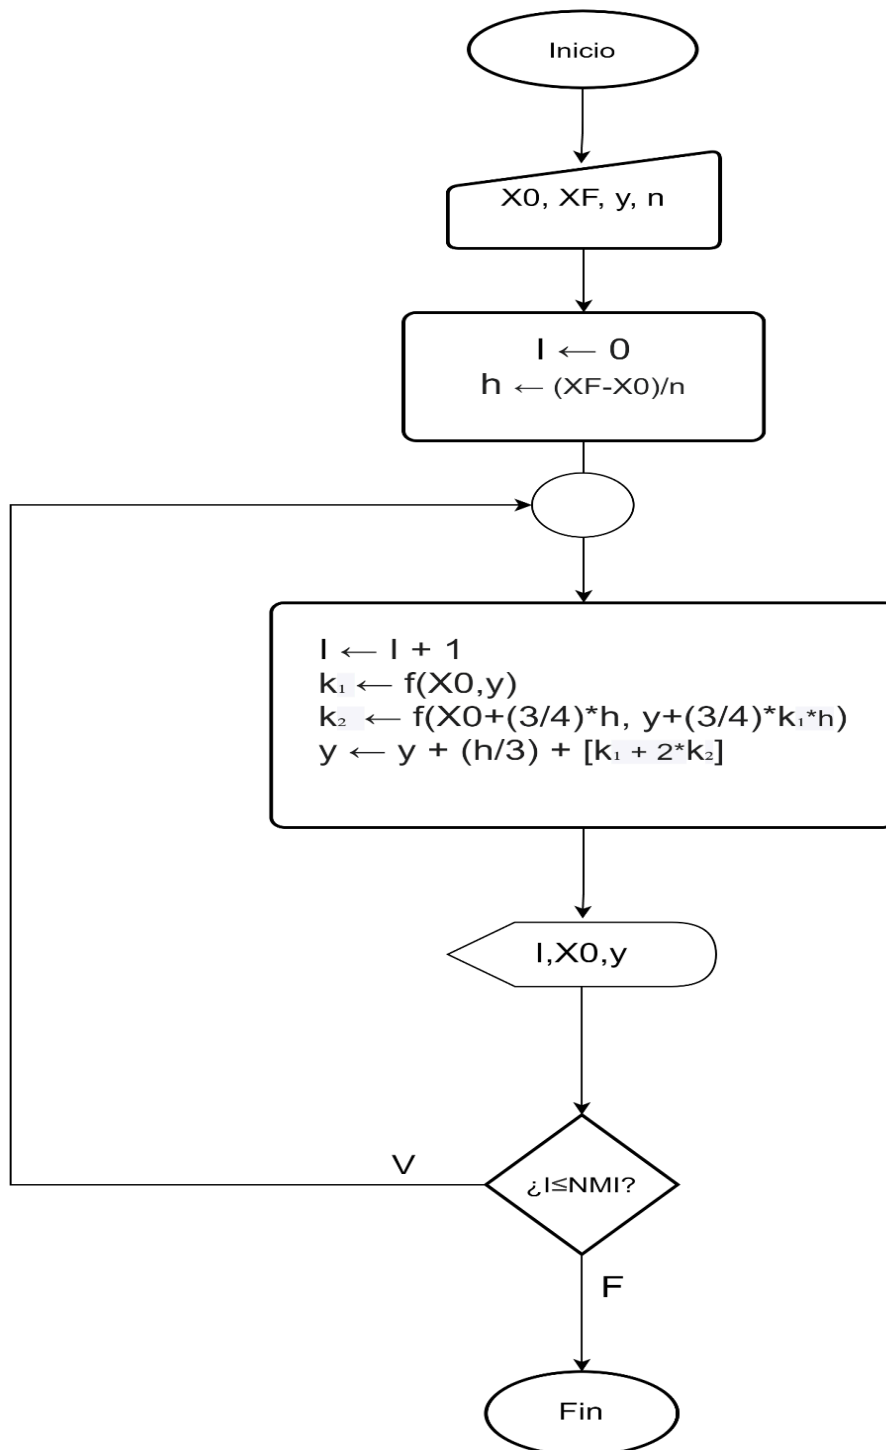 Inicio
X0, XF, y, n
I ← 0
h ← (XF-X0)/n
I ← I + 1
k₁ ← f(X0,y)
k₂ ← f(X0+(3/4)*h, y+(3/4)*k₁*h)
y ← y + (h/3) + [k₁ + 2*k₂]
I,X0,y
V
¿I≤NMI?
F
Fin